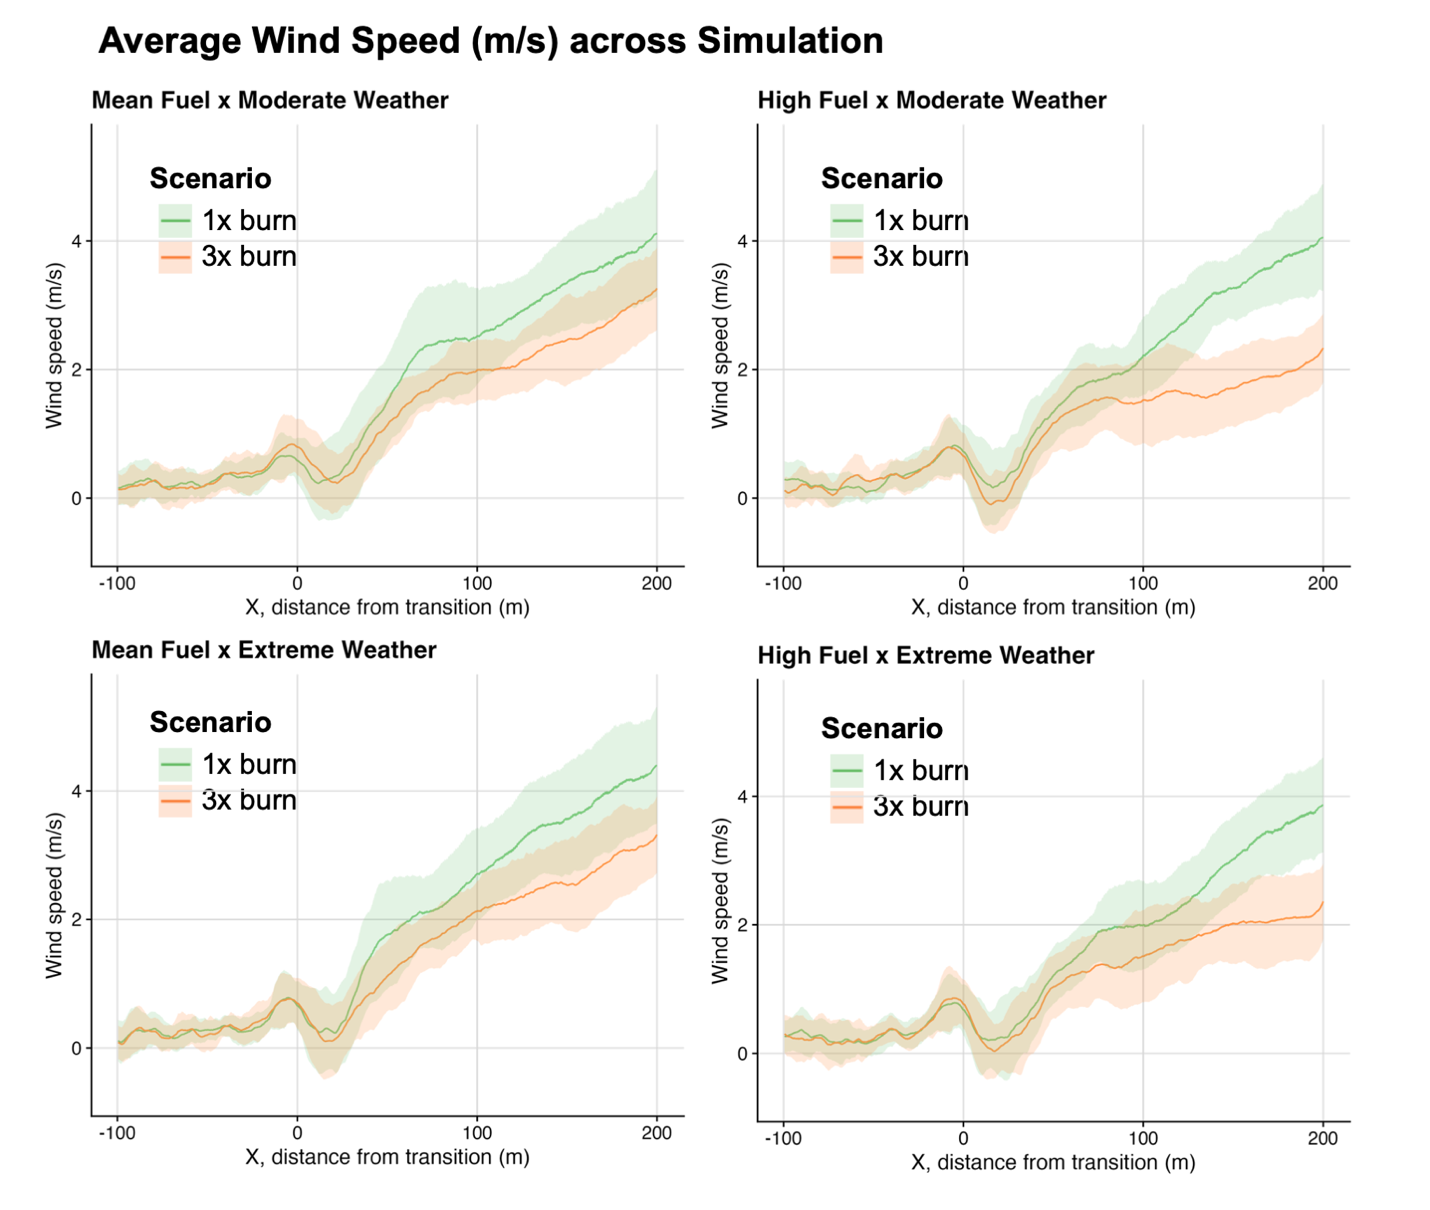 Average Wind Speed (m/s) across Simulation
Mean Fuel x Moderate Weather
Scenario
1x burn
3x burn
4
2
0
Wind speed (m/s)
-100 0 100 200
X, distance from transition (m)
High Fuel x Moderate Weather
Scenario
1x burn
3x burn
4
2
0
Wind speed (m/s)
-100 0 100 200
X, distance from transition (m)
Mean Fuel x Extreme Weather
Scenario
1x burn
3x burn
4
2
0
Wind speed (m/s)
-100 0 100 200
X, distance from transition (m)
High Fuel x Extreme Weather
Scenario
1x burn
3x burn
4
2
0
Wind speed (m/s)
-100 0 100 200
X, distance from transition (m)